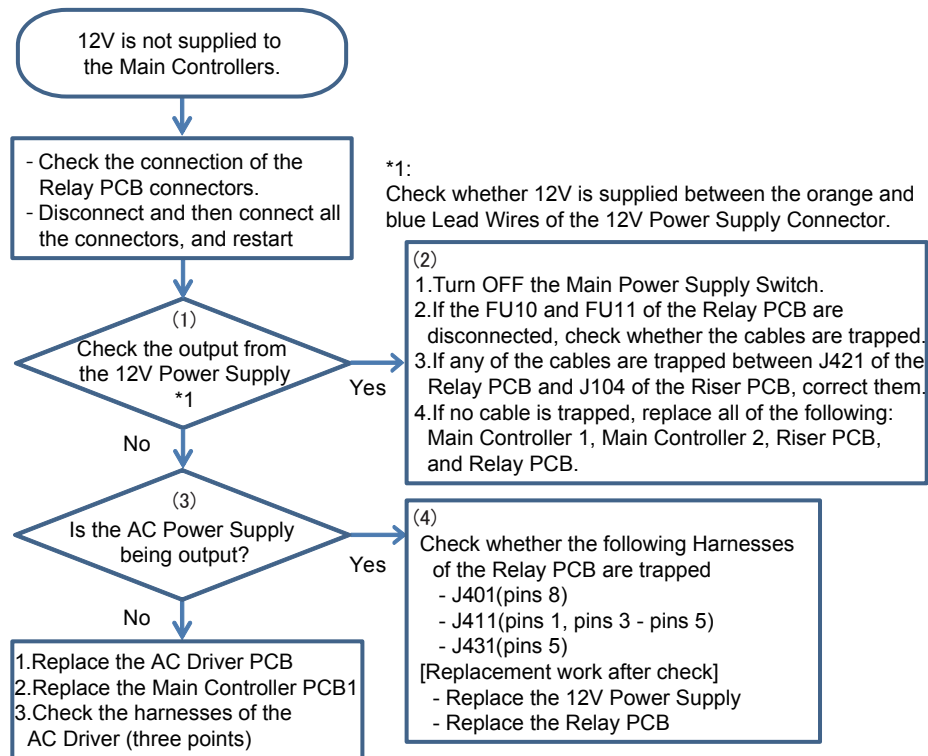 12V is not supplied to
the Main Controllers.
- Check the connection of the
Relay PCB connectors.
- Disconnect and then connect all
the connectors, and restart
*1:
Check whether 12V is supplied between the orange and
blue Lead Wires of the 12V Power Supply Connector.
(1)
Check the output from
the 12V Power Supply
*1
Yes
No
(2)
1.Turn OFF the Main Power Supply Switch.
2.If the FU10 and FU11 of the Relay PCB are
disconnected, check whether the cables are trapped.
3.If any of the cables are trapped between J421 of the
Relay PCB and J104 of the Riser PCB, correct them.
4.If no cable is trapped, replace all of the following:
Main Controller 1, Main Controller 2, Riser PCB,
and Relay PCB.
(3)
Is the AC Power Supply
being output?
Yes
No
(4)
Check whether the following Harnesses
of the Relay PCB are trapped
- J401(pins 8)
- J411(pins 1, pins 3 - pins 5)
- J431(pins 5)
[Replacement work after check]
- Replace the 12V Power Supply
- Replace the Relay PCB
1.Replace the AC Driver PCB
2.Replace the Main Controller PCB1
3.Check the harnesses of the
AC Driver (three points)